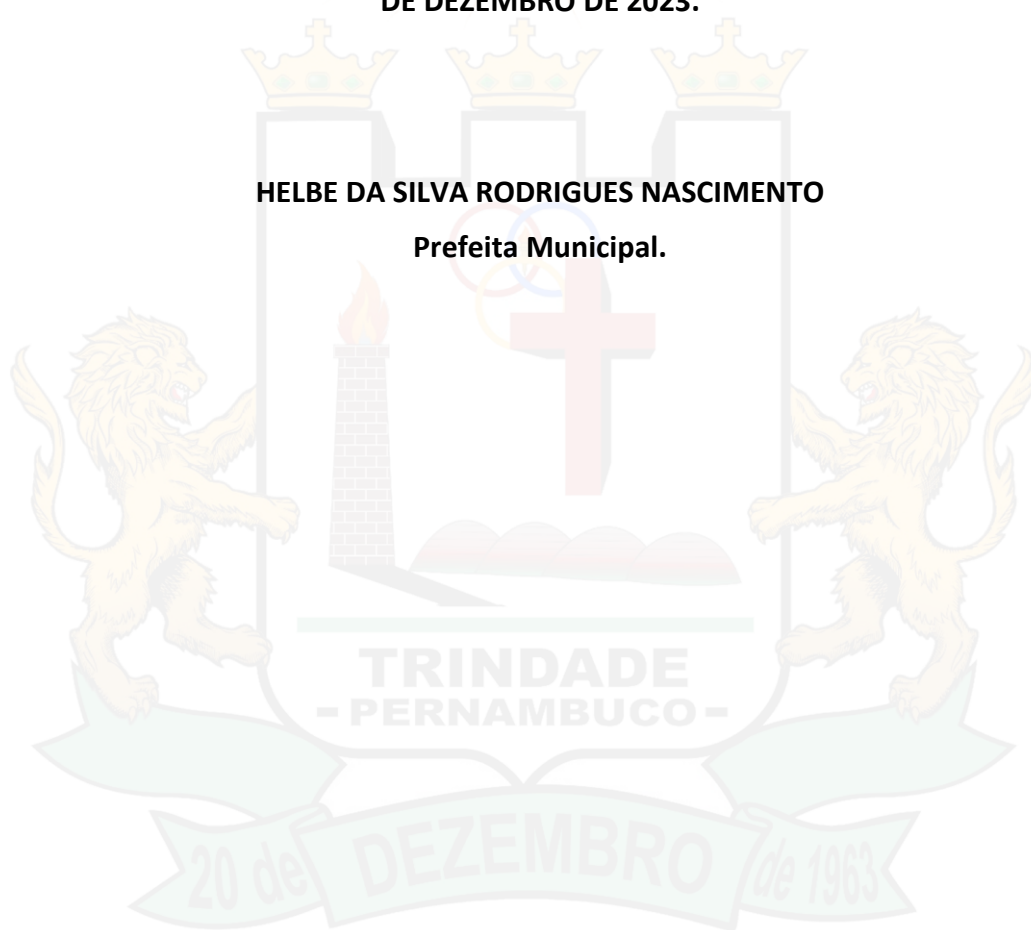 DE DEZEMBRO DE 2023.
HELBE DA SILVA RODRIGUES NASCIMENTO
Prefeita Municipal.
TRINDADE
- PERNAMBUCO -
20 de DEZEMBRO de 1963